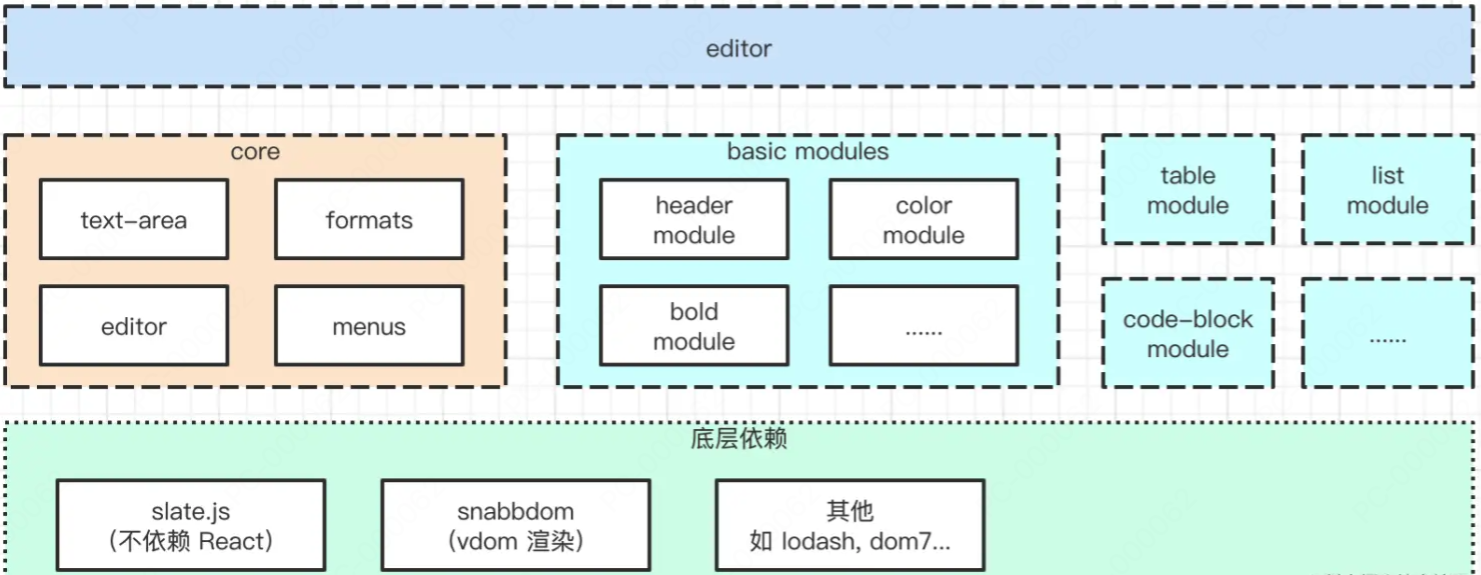 editor
core
text-area
formats
editor
menus
basic modules
header
module
color
module
bold
module
......
table
module
list
module
code-block
module
......
底层依赖
slate.js
(不依赖 React)
snabbdom
(vdom 渲染)
其他
如 lodash, dom7...